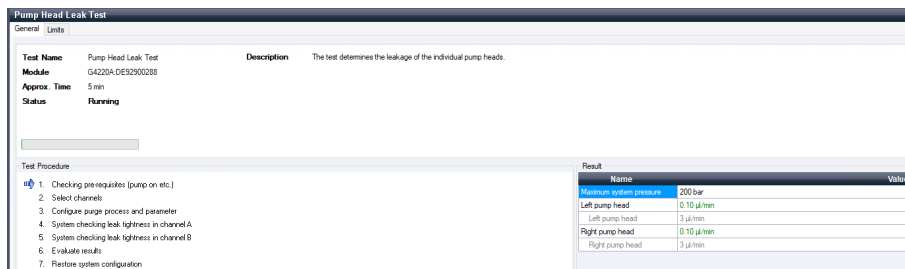 Pump Head Leak Test
General Limits
Test Name Pump Head Leak Test Description The test determines the leakage of the individual pump heads.
Module G4220A:DE92900288
Approx. Time 5 min
Status Running
Test Procedure
1. Checking pre-requisites (pump on etc.)
2. Select channels
3. Configure purge process and parameter
4. System checking leak tightness in channel A
5. System checking leak tightness in channel B
6. Evaluate results
7. Restore system configuration
Result
Name Valu
Maximum system pressure 200 bar
Left pump head 0.10 µl/min
Left pump head 3 µl/min
Right pump head 0.10 µl/min
Right pump head 3 µl/min